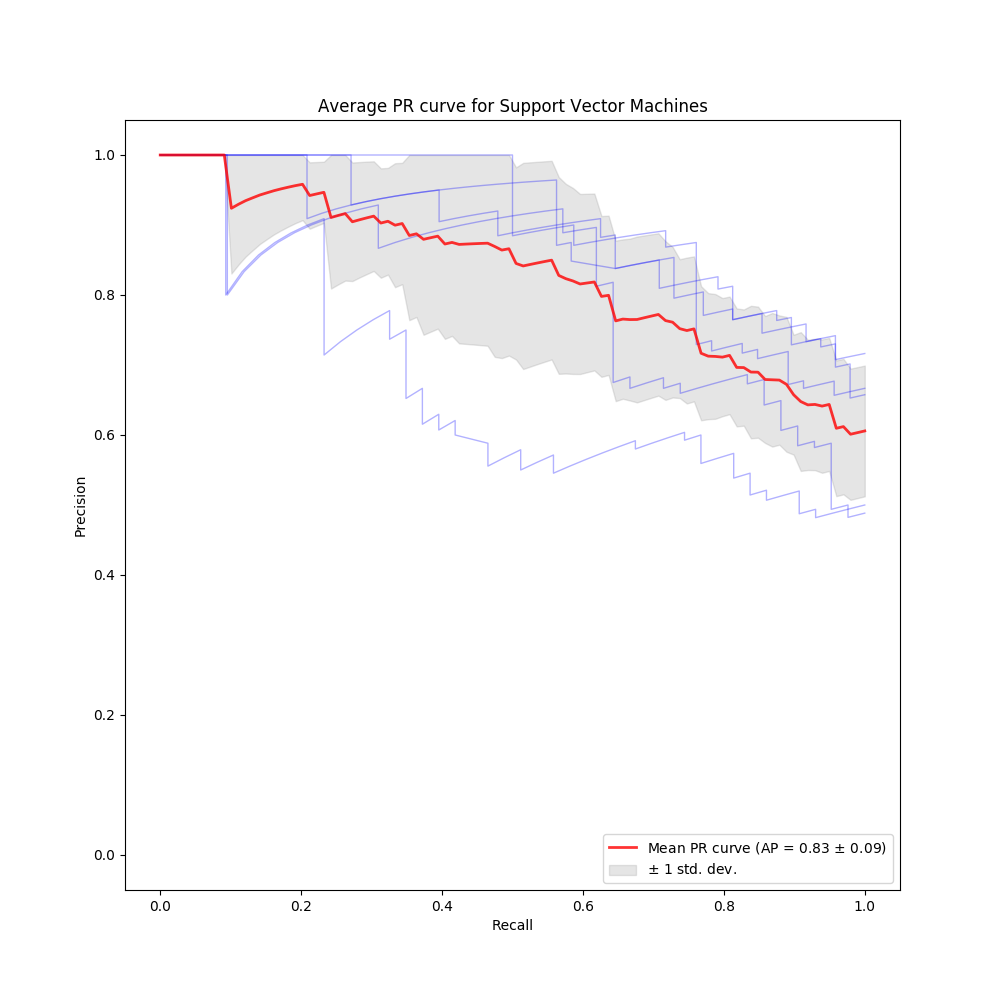 Average PR curve for Support Vector Machines
1.0
0.8
0.6
0.4
0.2
0.0
Precision
Mean PR curve (AP = 0.83 ± 0.09)
± 1 std. dev.
0.0 0.2 0.4 0.6 0.8 1.0
Recall